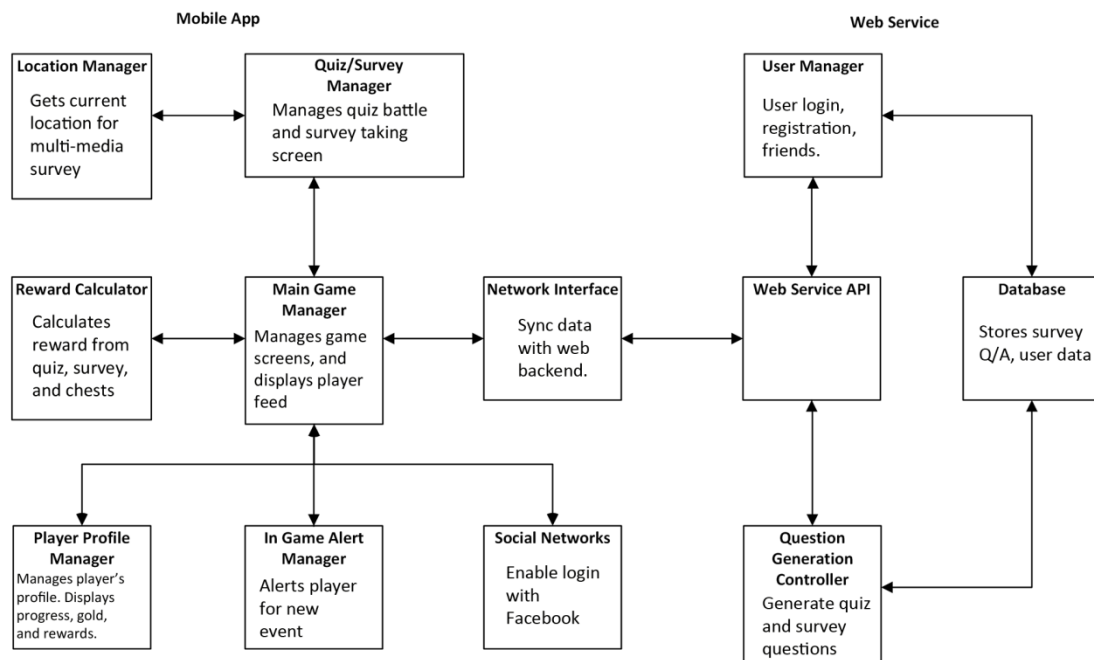 Mobile App
Web Service
Location Manager
Gets current
location for
multi-media
survey
Quiz/Survey
Manager
Manages quiz battle
and survey taking
screen
User Manager
User login,
registration,
friends.
Reward Calculator
Calculates
reward from
quiz, survey,
and chests
Main Game
Manager
Manages game
screens, and
displays player
feed
Network Interface
Sync data
with web
backend.
Web Service API
Database
Stores survey
Q/A, user data
Player Profile
Manager
Manages player’s
profile. Displays
progress, gold,
and rewards.
In Game Alert
Manager
Alerts player
for new
event
Social Networks
Enable login
with
Facebook
Question
Generation
Controller
Generate quiz
and survey
questions